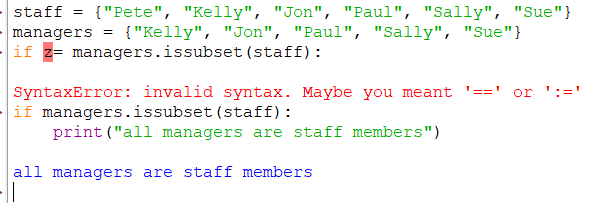 staff = {"Pete", "Kelly", "Jon", "Paul", "Sally", "Sue"}
managers = {"Kelly", "Jon", "Paul", "Sally", "Sue"}
if z= managers.issubset(staff):
SyntaxError: invalid syntax. Maybe you meant '==' or ':='
if managers.issubset(staff):
    print("all managers are staff members")
all managers are staff members